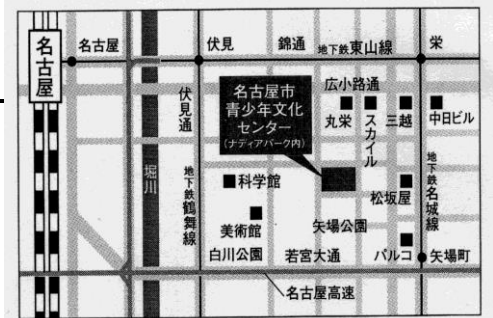 名古屋
名古屋
伏見
錦通
地下鉄東山線
栄
伏見通
名古屋市
青少年文化
センター
(ナディアパーク内)
広小路通
丸栄
スカイル
三越
中日ビル
堀川
地下鉄鶴舞線
科学館
美術館
白川公園
矢場公園
松坂屋
地下鉄名城線
若宮大通
パルコ
矢場町
名古屋高速